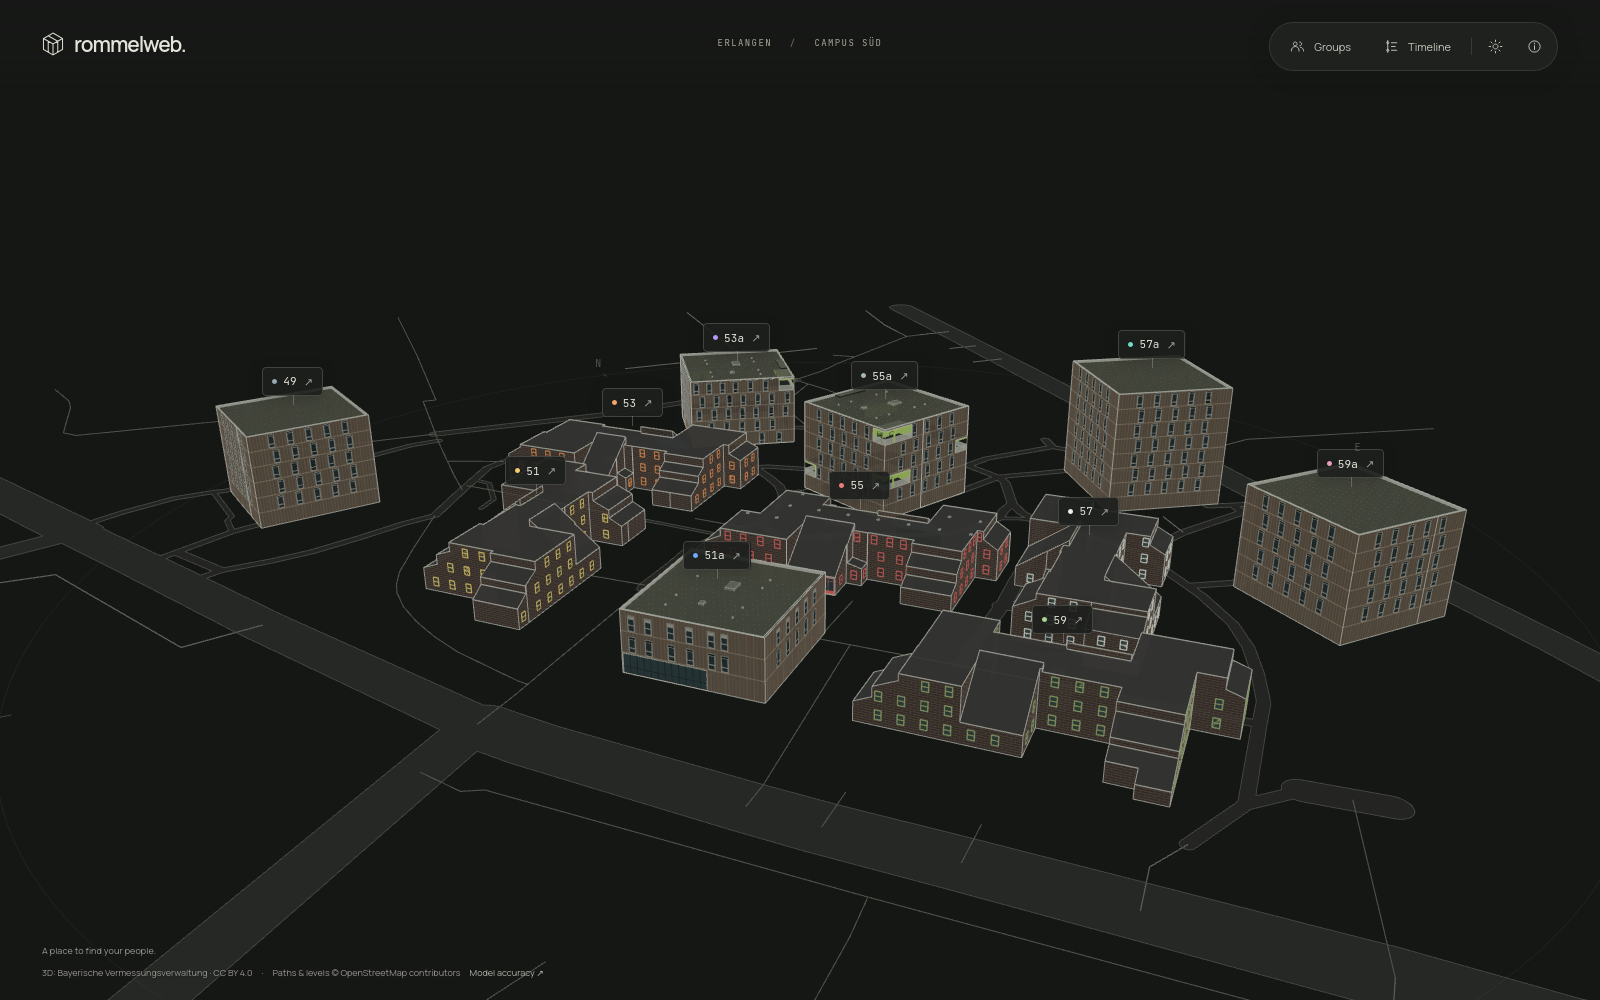 rommelweb.
ERLANGEN / CAMPUS SÜD
Groups
Timeline
53a ↗
57a ↗
49 ↗
55a ↗
53 ↗
N
E
51 ↗
59a ↗
55 ↗
57 ↗
51a ↗
59 ↗
A place to find your people.
3D: Bayerische Vermessungsverwaltung · CC BY 4.0 · Paths & levels © OpenStreetMap contributors Model accuracy ↗